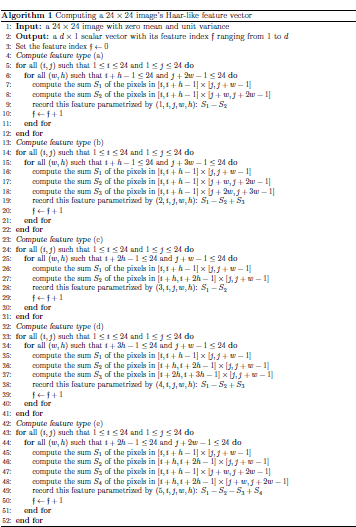 Algorithm 1 Computing a 24 × 24 image's Haar-like feature vector
1: Input: a 24 × 24 image with zero mean and unit variance
2: Output: a d × 1 scalar vector with its feature index f ranging from 1 to d
3: Set the feature index f ← 0
4: Compute feature type (a)
5: for all (i, j) such that 1 ≤ i ≤ 24 and 1 ≤ j ≤ 24 do
6: for all (w, h) such that i + h − 1 ≤ 24 and j + 2w − 1 ≤ 24 do
7: compute the sum S₁ of the pixels in [i, i + h − 1] × [j, j + w − 1]
8: compute the sum S₂ of the pixels in [i, i + h − 1] × [j + w, j + 2w − 1]
9: record this feature parametrized by (1, i, j, w, h): S₁ − S₂
10: f ← f + 1
11: end for
12: end for
13: Compute feature type (b)
14: for all (i, j) such that 1 ≤ i ≤ 24 and 1 ≤ j ≤ 24 do
15: for all (w, h) such that i + h − 1 ≤ 24 and j + 3w − 1 ≤ 24 do
16: compute the sum S₁ of the pixels in [i, i + h − 1] × [j, j + w − 1]
17: compute the sum S₂ of the pixels in [i, i + h − 1] × [j + w, j + 2w − 1]
18: compute the sum S₃ of the pixels in [i, i + h − 1] × [j + 2w, j + 3w − 1]
19: record this feature parametrized by (2, i, j, w, h): S₁ − S₂ + S₃
20: f ← f + 1
21: end for
22: end for
23: Compute feature type (c)
24: for all (i, j) such that 1 ≤ i ≤ 24 and 1 ≤ j ≤ 24 do
25: for all (w, h) such that i + 2h − 1 ≤ 24 and j + w − 1 ≤ 24 do
26: compute the sum S₁ of the pixels in [i, i + h − 1] × [j, j + w − 1]
27: compute the sum S₂ of the pixels in [i + h, i + 2h − 1] × [j, j + w − 1]
28: record this feature parametrized by (3, i, j, w, h): S₁ − S₂
29: f ← f + 1
30: end for
31: end for
32: Compute feature type (d)
33: for all (i, j) such that 1 ≤ i ≤ 24 and 1 ≤ j ≤ 24 do
34: for all (w, h) such that i + 3h − 1 ≤ 24 and j + w − 1 ≤ 24 do
35: compute the sum S₁ of the pixels in [i, i + h − 1] × [j, j + w − 1]
36: compute the sum S₂ of the pixels in [i + h, i + 2h − 1] × [j, j + w − 1]
37: compute the sum S₃ of the pixels in [i + 2h, i + 3h − 1] × [j, j + w − 1]
38: record this feature parametrized by (4, i, j, w, h): S₁ − S₂ + S₃
39: f ← f + 1
40: end for
41: end for
42: Compute feature type (e)
43: for all (i, j) such that 1 ≤ i ≤ 24 and 1 ≤ j ≤ 24 do
44: for all (w, h) such that i + 2h − 1 ≤ 24 and j + 2w − 1 ≤ 24 do
45: compute the sum S₁ of the pixels in [i, i + h − 1] × [j, j + w − 1]
46: compute the sum S₂ of the pixels in [i + h, i + 2h − 1] × [j, j + w − 1]
47: compute the sum S₃ of the pixels in [i, i + h − 1] × [j + w, j + 2w − 1]
48: compute the sum S₄ of the pixels in [i + h, i + 2h − 1] × [j + w, j + 2w − 1]
49: record this feature parametrized by (5, i, j, w, h): S₁ − S₂ − S₃ + S₄
50: f ← f + 1
51: end for
52: end for